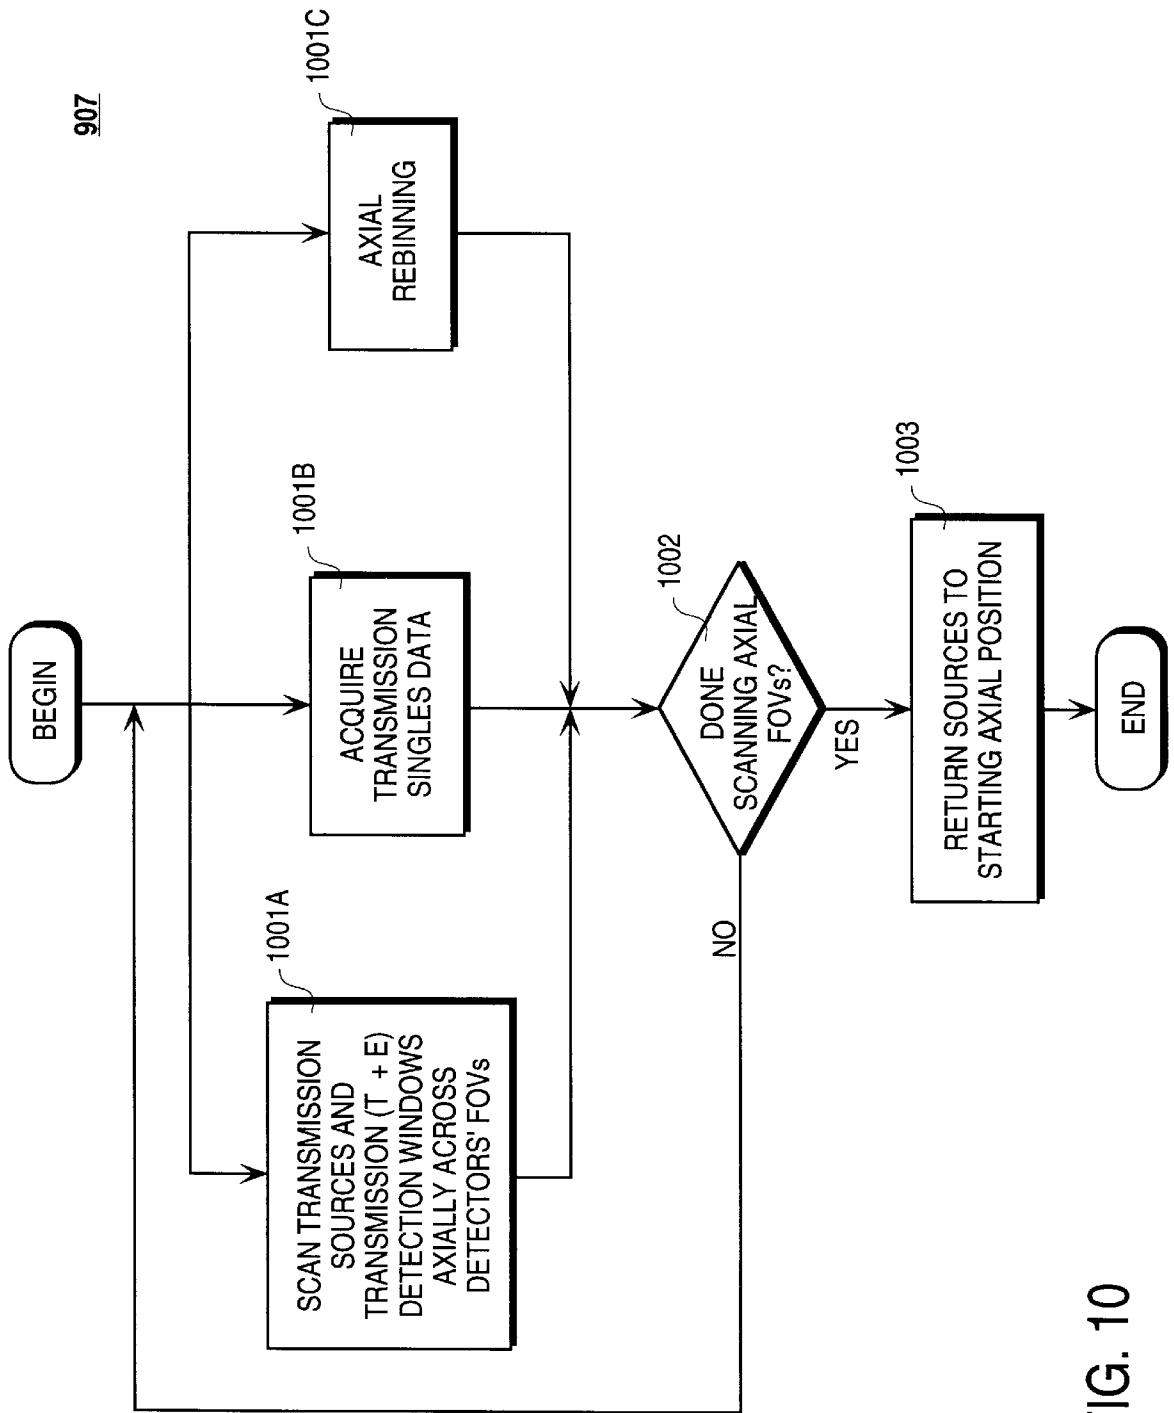 907
BEGIN
1001A
SCAN TRANSMISSION
SOURCES AND
TRANSMISSION (T + E)
DETECTION WINDOWS
AXIALLY ACROSS
DETECTORS' FOVs
1001B
ACQUIRE
TRANSMISSION
SINGLES DATA
1001C
AXIAL
REBINNING
1002
DONE
SCANNING AXIAL
FOVs?
NO
YES
1003
RETURN SOURCES TO
STARTING AXIAL POSITION
END
FIG. 10